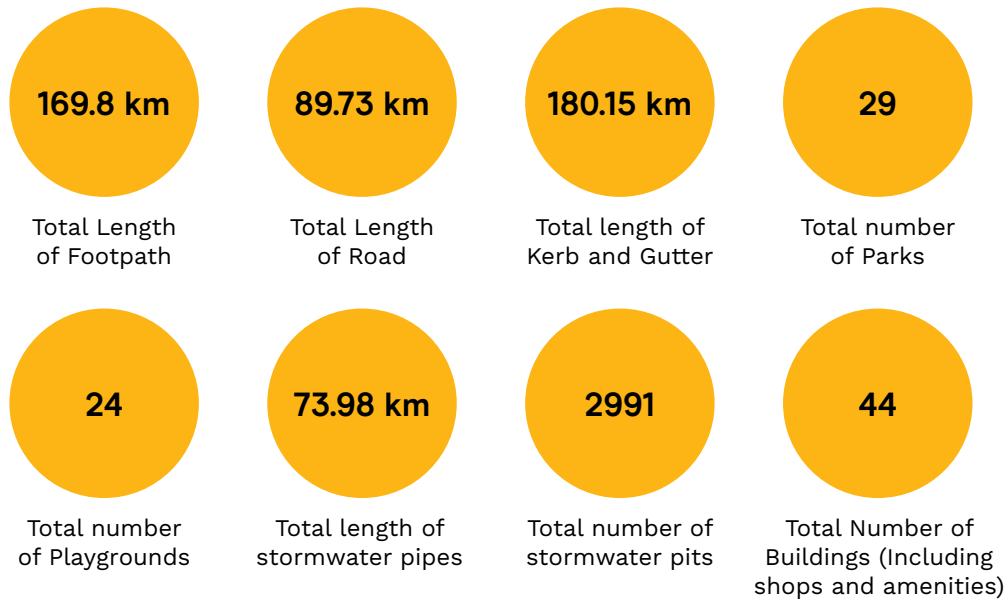 169.8 km
Total Length
of Footpath
89.73 km
Total Length
of Road
180.15 km
Total length of
Kerb and Gutter
29
Total number
of Parks
24
Total number
of Playgrounds
73.98 km
Total length of
stormwater pipes
2991
Total number of
stormwater pits
44
Total Number of
Buildings (Including
shops and amenities)